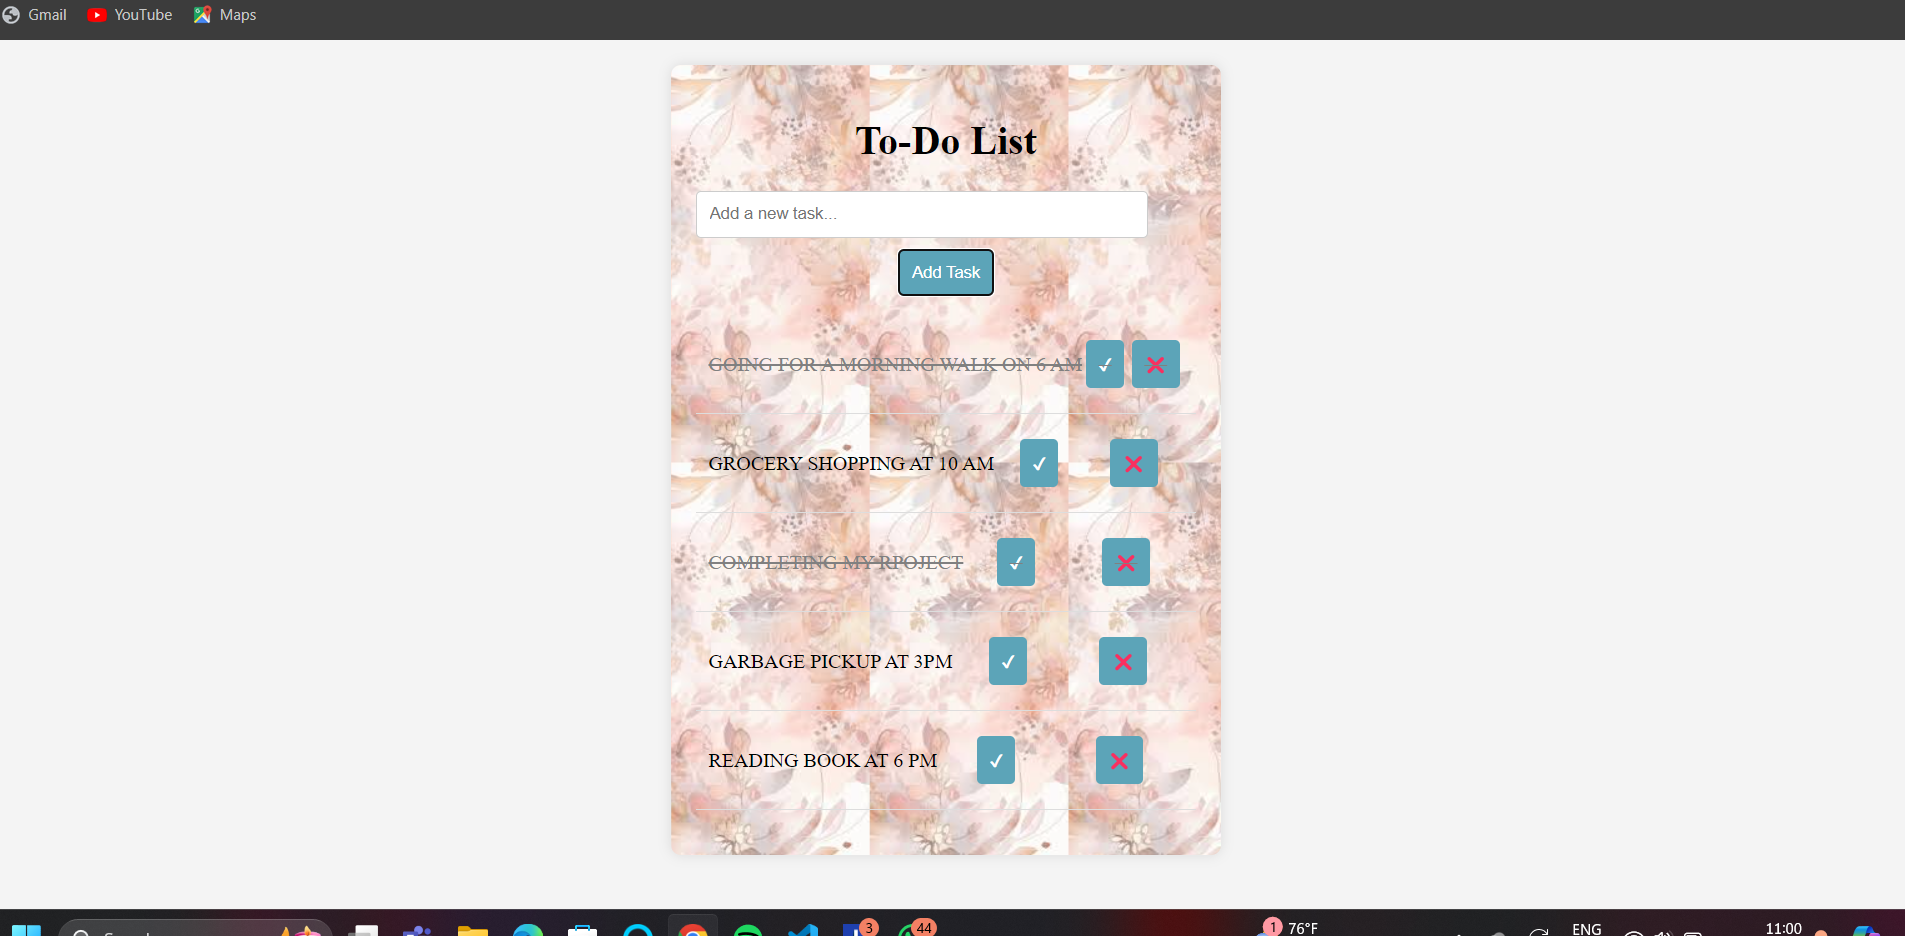 Gmail YouTube Maps
To-Do List
Add a new task...
Add Task
GOING FOR A MORNING WALK ON 6 AM
GROCERY SHOPPING AT 10 AM
COMPLETING MY RPOJECT
GARBAGE PICKUP AT 3PM
READING BOOK AT 6 PM
3 44 1 76°F ENG 11:00